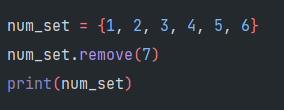 num_set = {1, 2, 3, 4, 5, 6}
num_set.remove(7)
print(num_set)